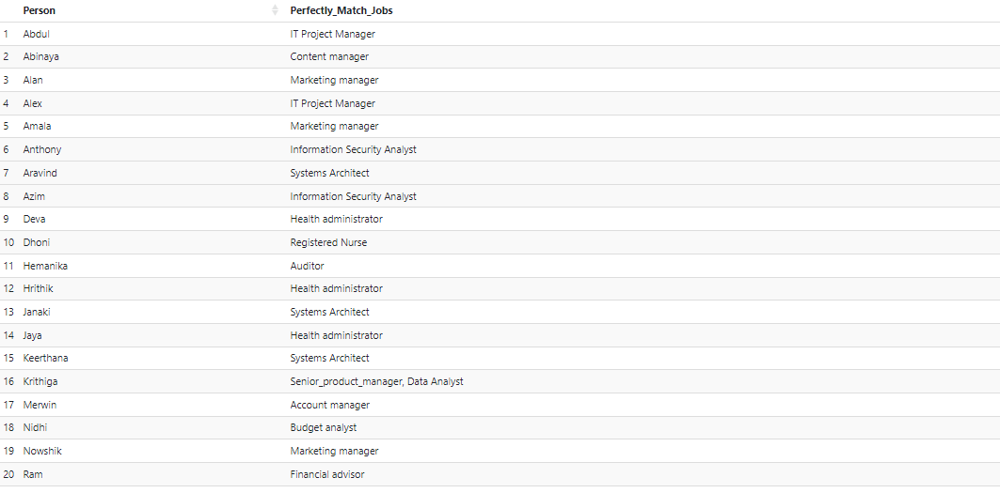 Person Perfectly_Match_Jobs
1 Abdul IT Project Manager
2 Abinaya Content manager
3 Alan Marketing manager
4 Alex IT Project Manager
5 Amala Marketing manager
6 Anthony Information Security Analyst
7 Aravind Systems Architect
8 Azim Information Security Analyst
9 Deva Health administrator
10 Dhoni Registered Nurse
11 Hemanika Auditor
12 Hrithik Health administrator
13 Janaki Systems Architect
14 Jaya Health administrator
15 Keerthana Systems Architect
16 Krithiga Senior_product_manager, Data Analyst
17 Merwin Account manager
18 Nidhi Budget analyst
19 Nowshik Marketing manager
20 Ram Financial advisor